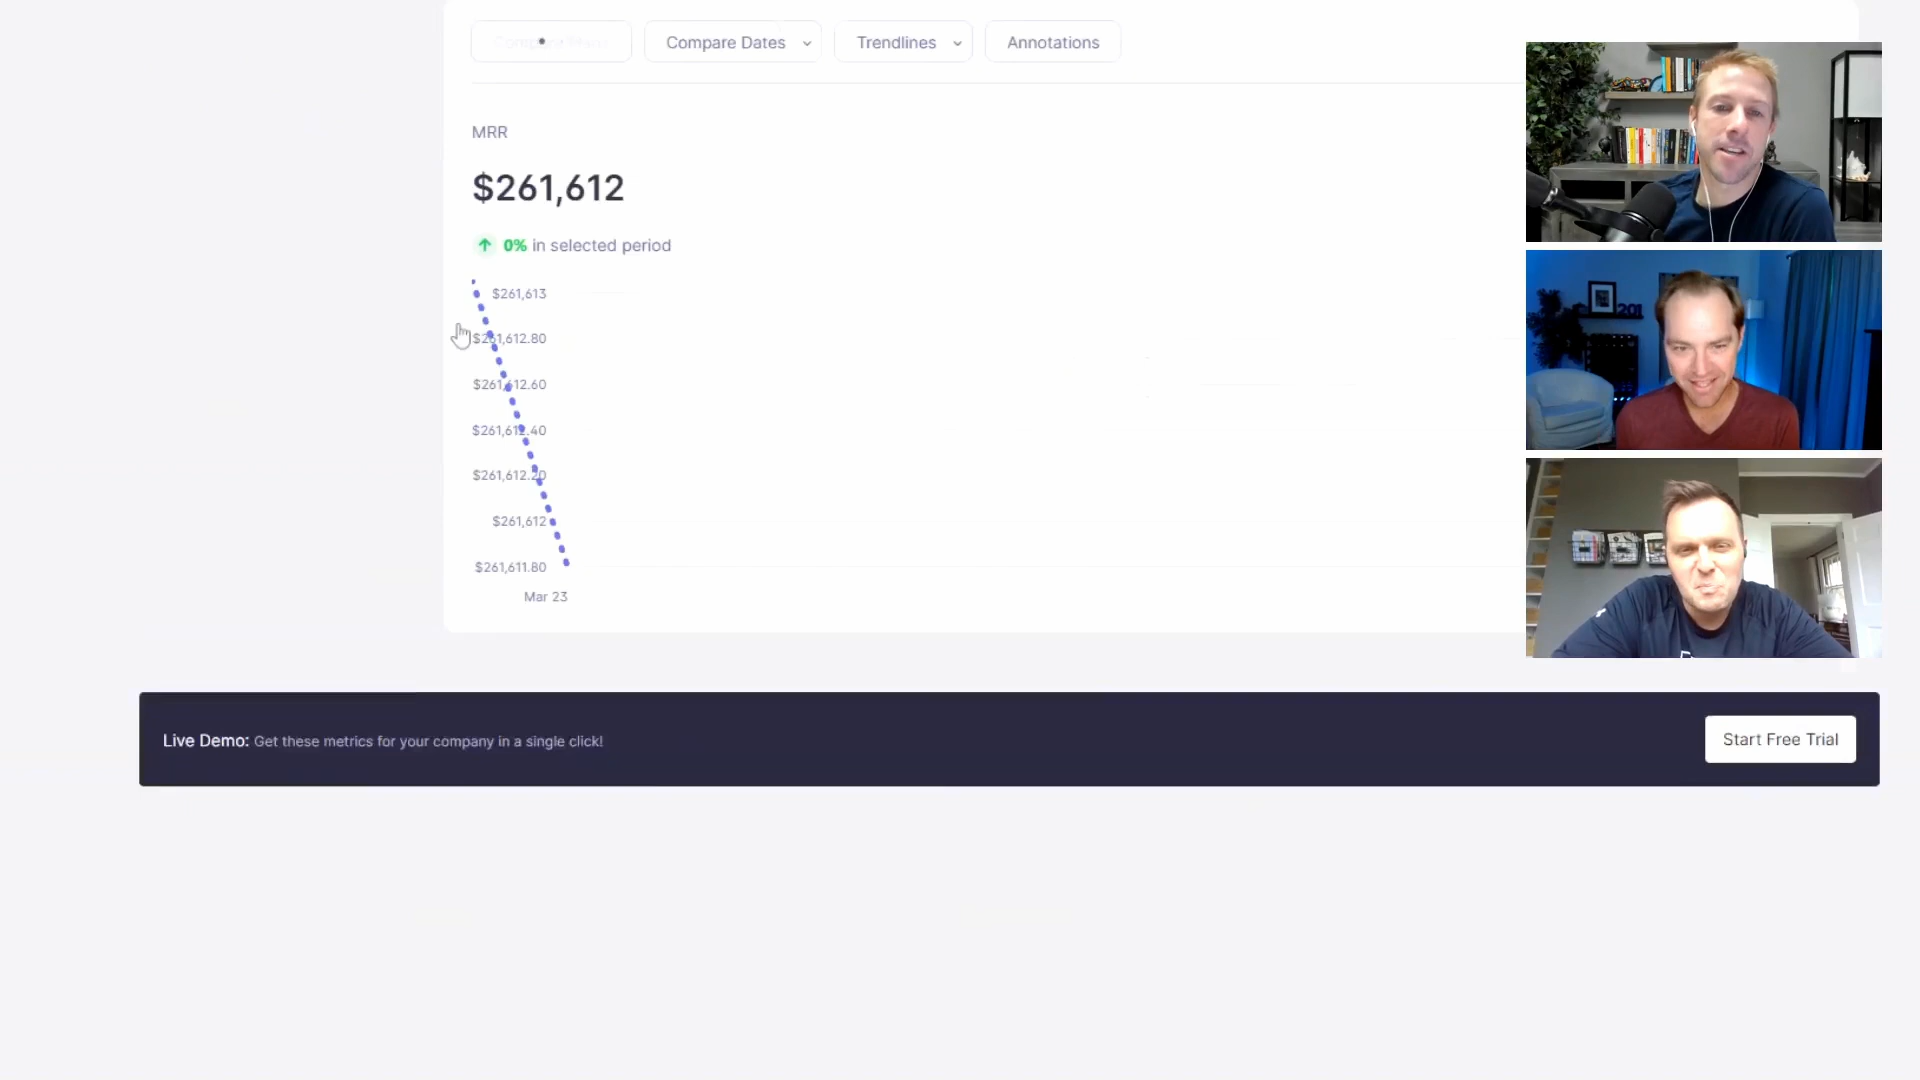 Compare Dates
Trendlines
Annotations
MRR
$261,612
0% in selected period
$261,613
$261,612.80
$261,612.60
$261,612.40
$261,612.20
$261,612
$261,611.80
Mar 23
Live Demo: Get these metrics for your company in a single click!
Start Free Trial